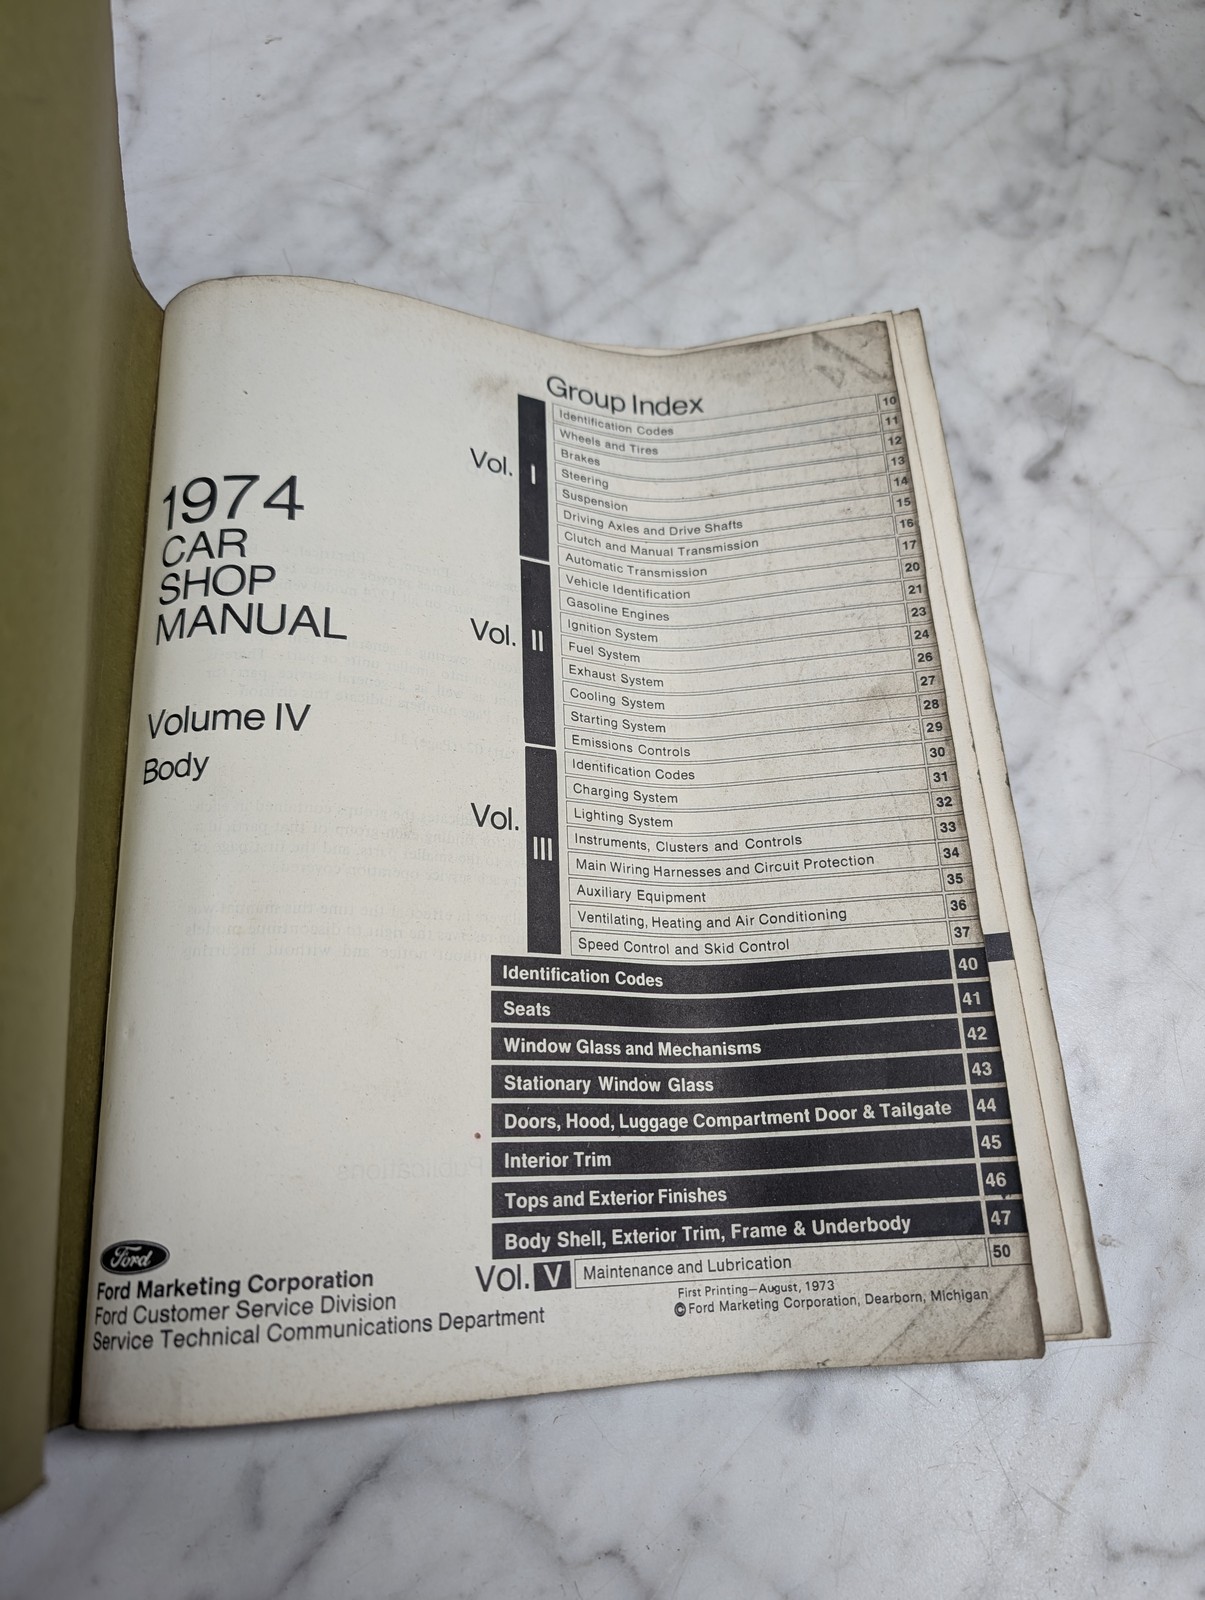 1974
CAR
SHOP
MANUAL
Volume IV
Body
Ford
Ford Marketing Corporation
Ford Customer Service Division
Service Technical Communications Department
Group Index
Vol. I
Identification Codes 10
Wheels and Tires 11
Brakes 12
Steering 13
Suspension 14
Driving Axles and Drive Shafts 15
Clutch and Manual Transmission 16
Automatic Transmission 17
Vol. II
Vehicle Identification 20
Gasoline Engines 21
Ignition System 23
Fuel System 24
Exhaust System 26
Cooling System 27
Starting System 28
Emissions Controls 29
Vol. III
Identification Codes 30
Charging System 31
Lighting System 32
Instruments, Clusters and Controls 33
Main Wiring Harnesses and Circuit Protection 34
Auxiliary Equipment 35
Ventilating, Heating and Air Conditioning 36
Speed Control and Skid Control 37
Identification Codes 40
Seats 41
Window Glass and Mechanisms 42
Stationary Window Glass 43
Doors, Hood, Luggage Compartment Door & Tailgate 44
Interior Trim 45
Tops and Exterior Finishes 46
Body Shell, Exterior Trim, Frame & Underbody 47
Vol. V Maintenance and Lubrication 50
First Printing—August, 1973
© Ford Marketing Corporation, Dearborn, Michigan